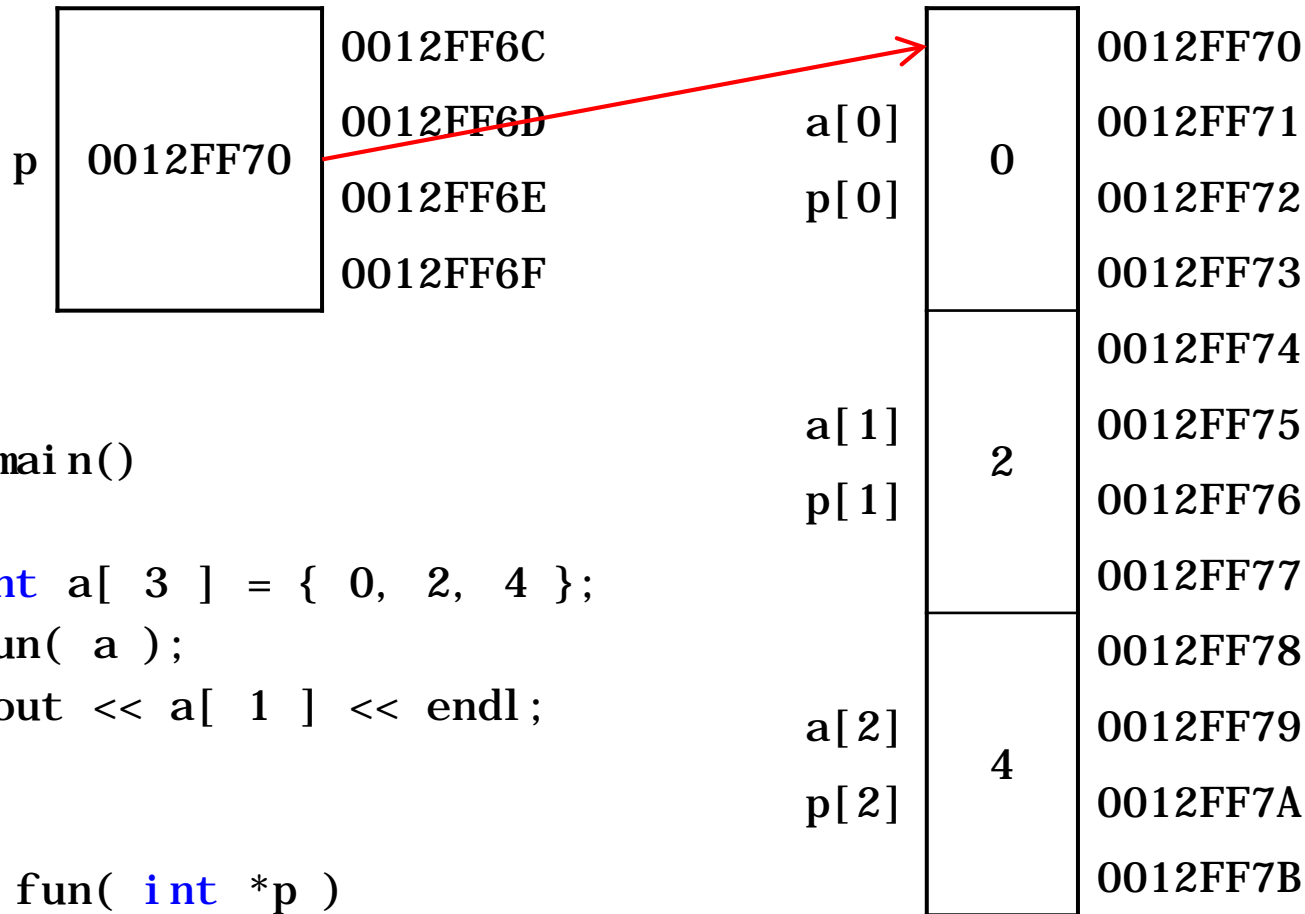 0012FF6C
0012FF6D
p 0012FF70
0012FF6E
0012FF6F
0012FF70
a[0] 0012FF71
0
p[0] 0012FF72
0012FF73
0012FF74
a[1] 0012FF75
2
p[1] 0012FF76
0012FF77
0012FF78
a[2] 0012FF79
4
p[2] 0012FF7A
0012FF7B
main()
nt a[ 3 ] = { 0, 2, 4 };
un( a );
out << a[ 1 ] << endl;
fun( int *p )